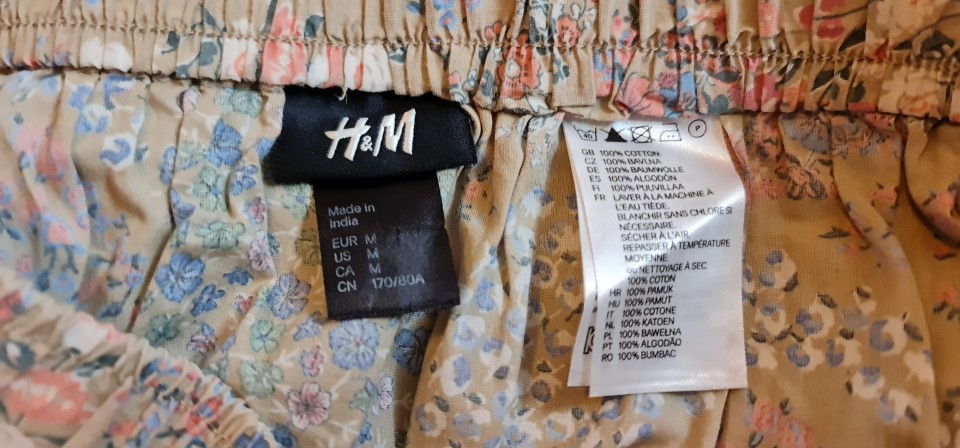 H&M
Made in
india
EUR M
US M
CA M
CN 170/80A
40
P
GB 100% COTTON
CZ 100% BAVLNA
DE 100% BAUMWOLLE
ES 100% ALGODÓN
FI 100% PUUVILLAA
FR LAVER À LA MACHINE À
L'EAU TIÈDE.
BLANCHIR SANS CHLORE SI
NÉCESSAIRE.
SÉCHER À L'AIR.
REPASSER À TEMPÉRATURE
MOYENNE
OU NETTOYAGE À SEC.
100% COTON
HR 100% PAMUK
HU 100% PAMUT
IT 100% COTONE
NL 100% KATOEN
PL 100% BAWEŁNA
PT 100% ALGODÃO
RO 100% BUMBAC